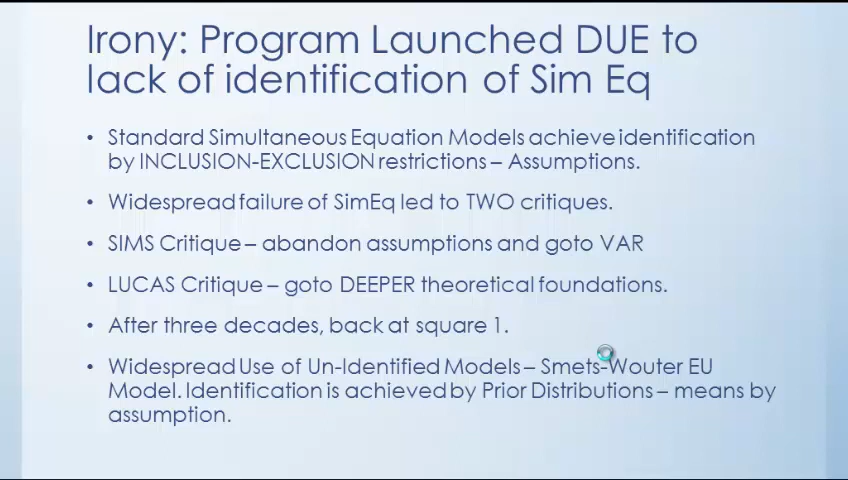 Irony: Program Launched DUE to
lack of identification of Sim Eq
• Standard Simultaneous Equation Models achieve identification
by INCLUSION-EXCLUSION restrictions – Assumptions.
• Widespread failure of SimEq led to TWO critiques.
• SIMS Critique – abandon assumptions and goto VAR
• LUCAS Critique – goto DEEPER theoretical foundations.
• After three decades, back at square 1.
• Widespread Use of Un-Identified Models – Smets-Wouter EU
Model. Identification is achieved by Prior Distributions – means by
assumption.